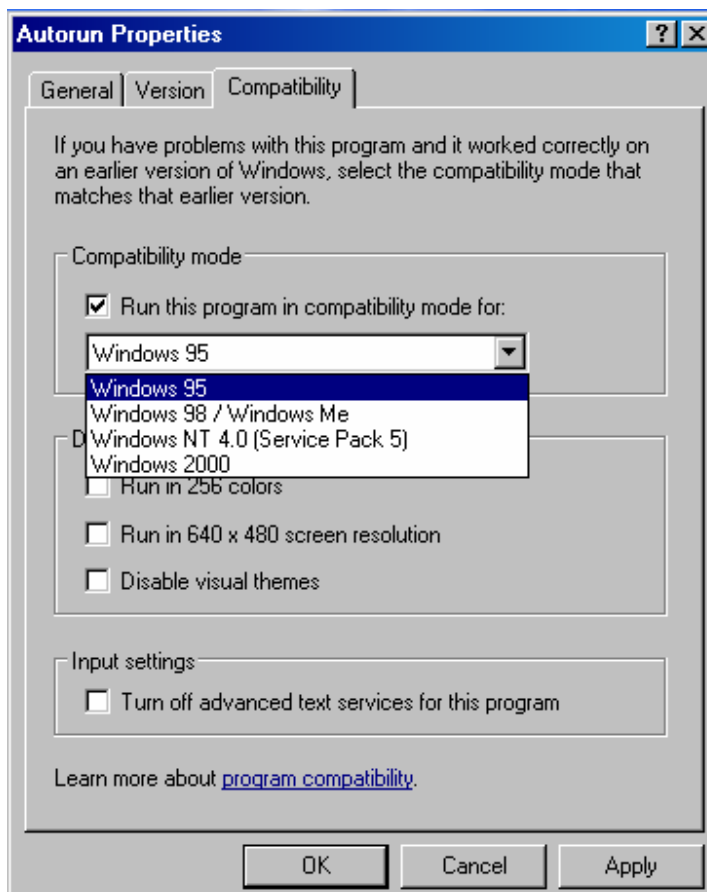 Autorun Properties
General Version Compatibility
If you have problems with this program and it worked correctly on
an earlier version of Windows, select the compatibility mode that
matches that earlier version.
Compatibility mode
Run this program in compatibility mode for:
Windows 95
Windows 95
Windows 98 / Windows Me
D
Windows NT 4.0 (Service Pack 5)
Windows 2000
Run in 256 colors
Run in 640 x 480 screen resolution
Disable visual themes
Input settings
Turn off advanced text services for this program
Learn more about program compatibility.
OK Cancel Apply